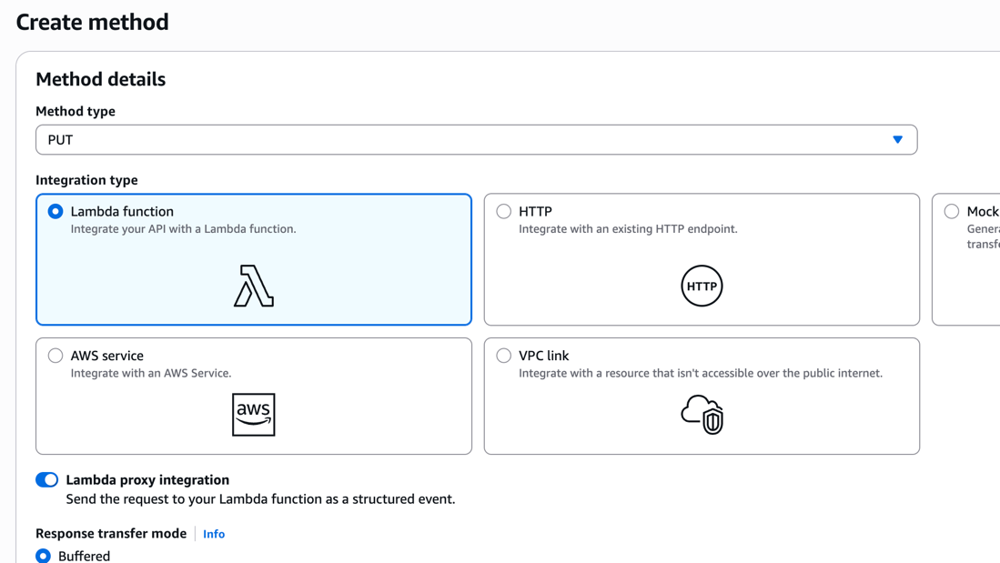 Create method
Method details
Method type
PUT
Integration type
Lambda function
Integrate your API with a Lambda function.
HTTP
Integrate with an existing HTTP endpoint.
HTTP
Mock
AWS service
Integrate with an AWS Service.
aws
VPC link
Integrate with a resource that isn't accessible over the public internet.
Lambda proxy integration
Send the request to your Lambda function as a structured event.
Response transfer mode
Info
Buffered